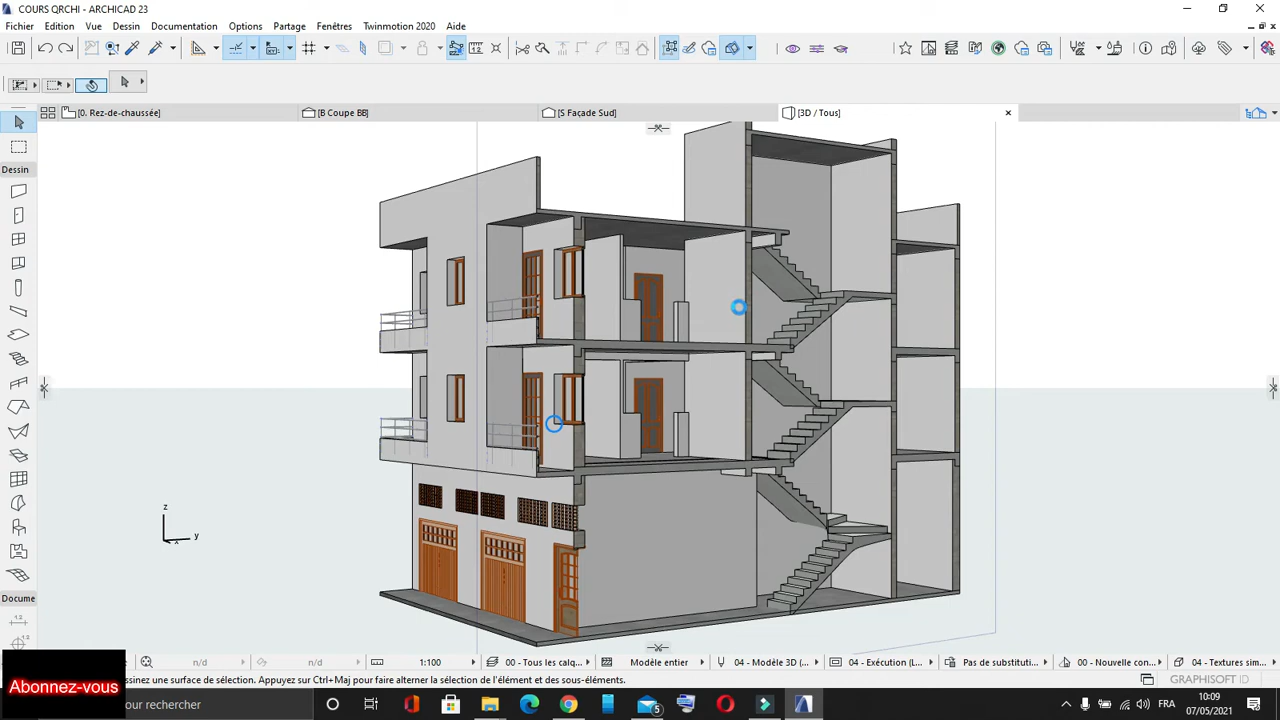 COURS QRCHI - ARCHICAD 23
Fichier Edition Vue Dessin Documentation Options Partage Fenêtres Twinmotion 2020 Aide
[0. Rez-de-chaussée] [B Coupe BB] [S Façade Sud] [3D / Tous]
Dessin
z
y
x
Docume
n/d n/d 1:100 00 - Tous les calq... Modèle entier 04 - Modèle 3D (... 04 - Exécution (L... Pas de substituti... 00 - Nouvelle con... 04 - Textures sim...
Abonnez-vous
ssinez une surface de sélection. Appuyez sur Ctrl+Maj pour faire alterner la sélection de l'élément et des sous-éléments.
GRAPHISOFT ID
pour rechercher
5
FRA
10:09
07/05/2021